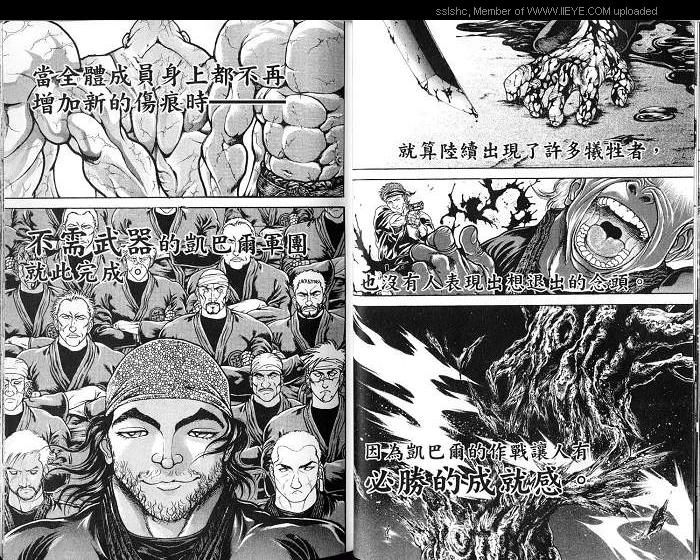 sslshc, Member of WWW.IIEYE.COM uploaded
就算陸續出現了許多犧牲者，
也沒有人表現出想退出的念頭。
因為凱巴爾的作戰讓人有
必勝的成就感。
當全體成員身上都不再
增加新的傷痕時——
不需武器的凱巴爾軍團
就此完成。